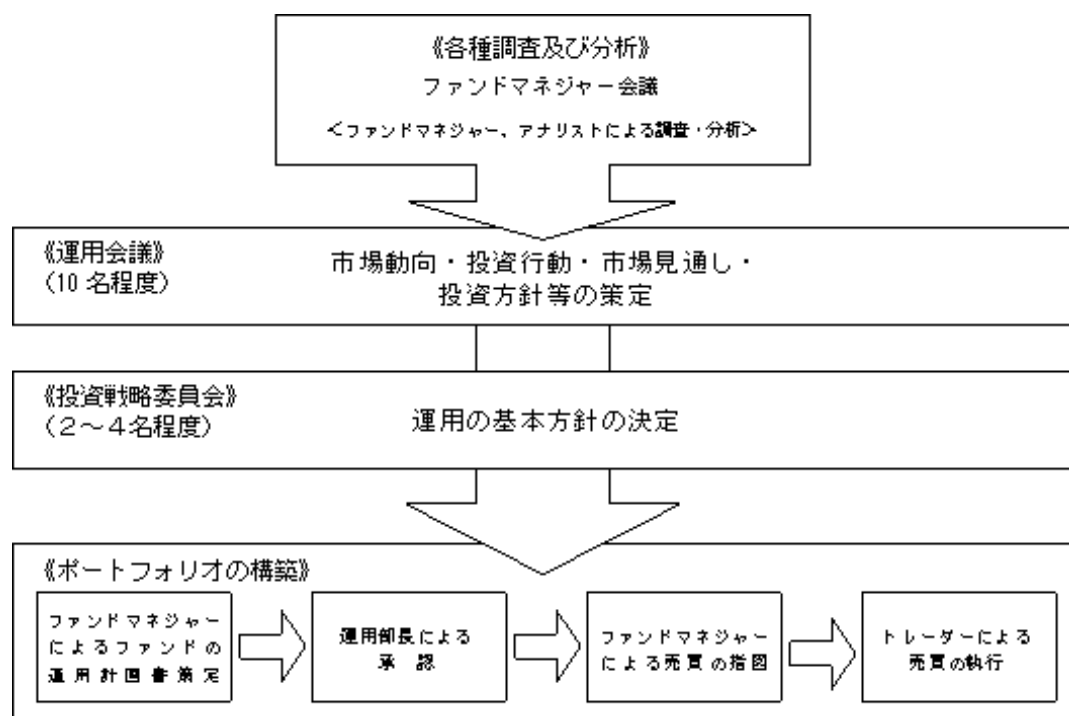 《各種調査及び分析》
ファンドマネジャー会議
＜ファンドマネジャー、アナリストによる調査・分析＞
《運用会議》
（10名程度）
市場動向・投資行動・市場見通し・
投資方針等の策定
《投資戦略委員会》
（２～４名程度）
運用の基本方針の決定
《ポートフォリオの構築》
ファンドマネジャー
によるファンドの
運用計画書策定
運用部長による
承認
ファンドマネジャー
による売買の指図
トレーダーによる
売買の執行